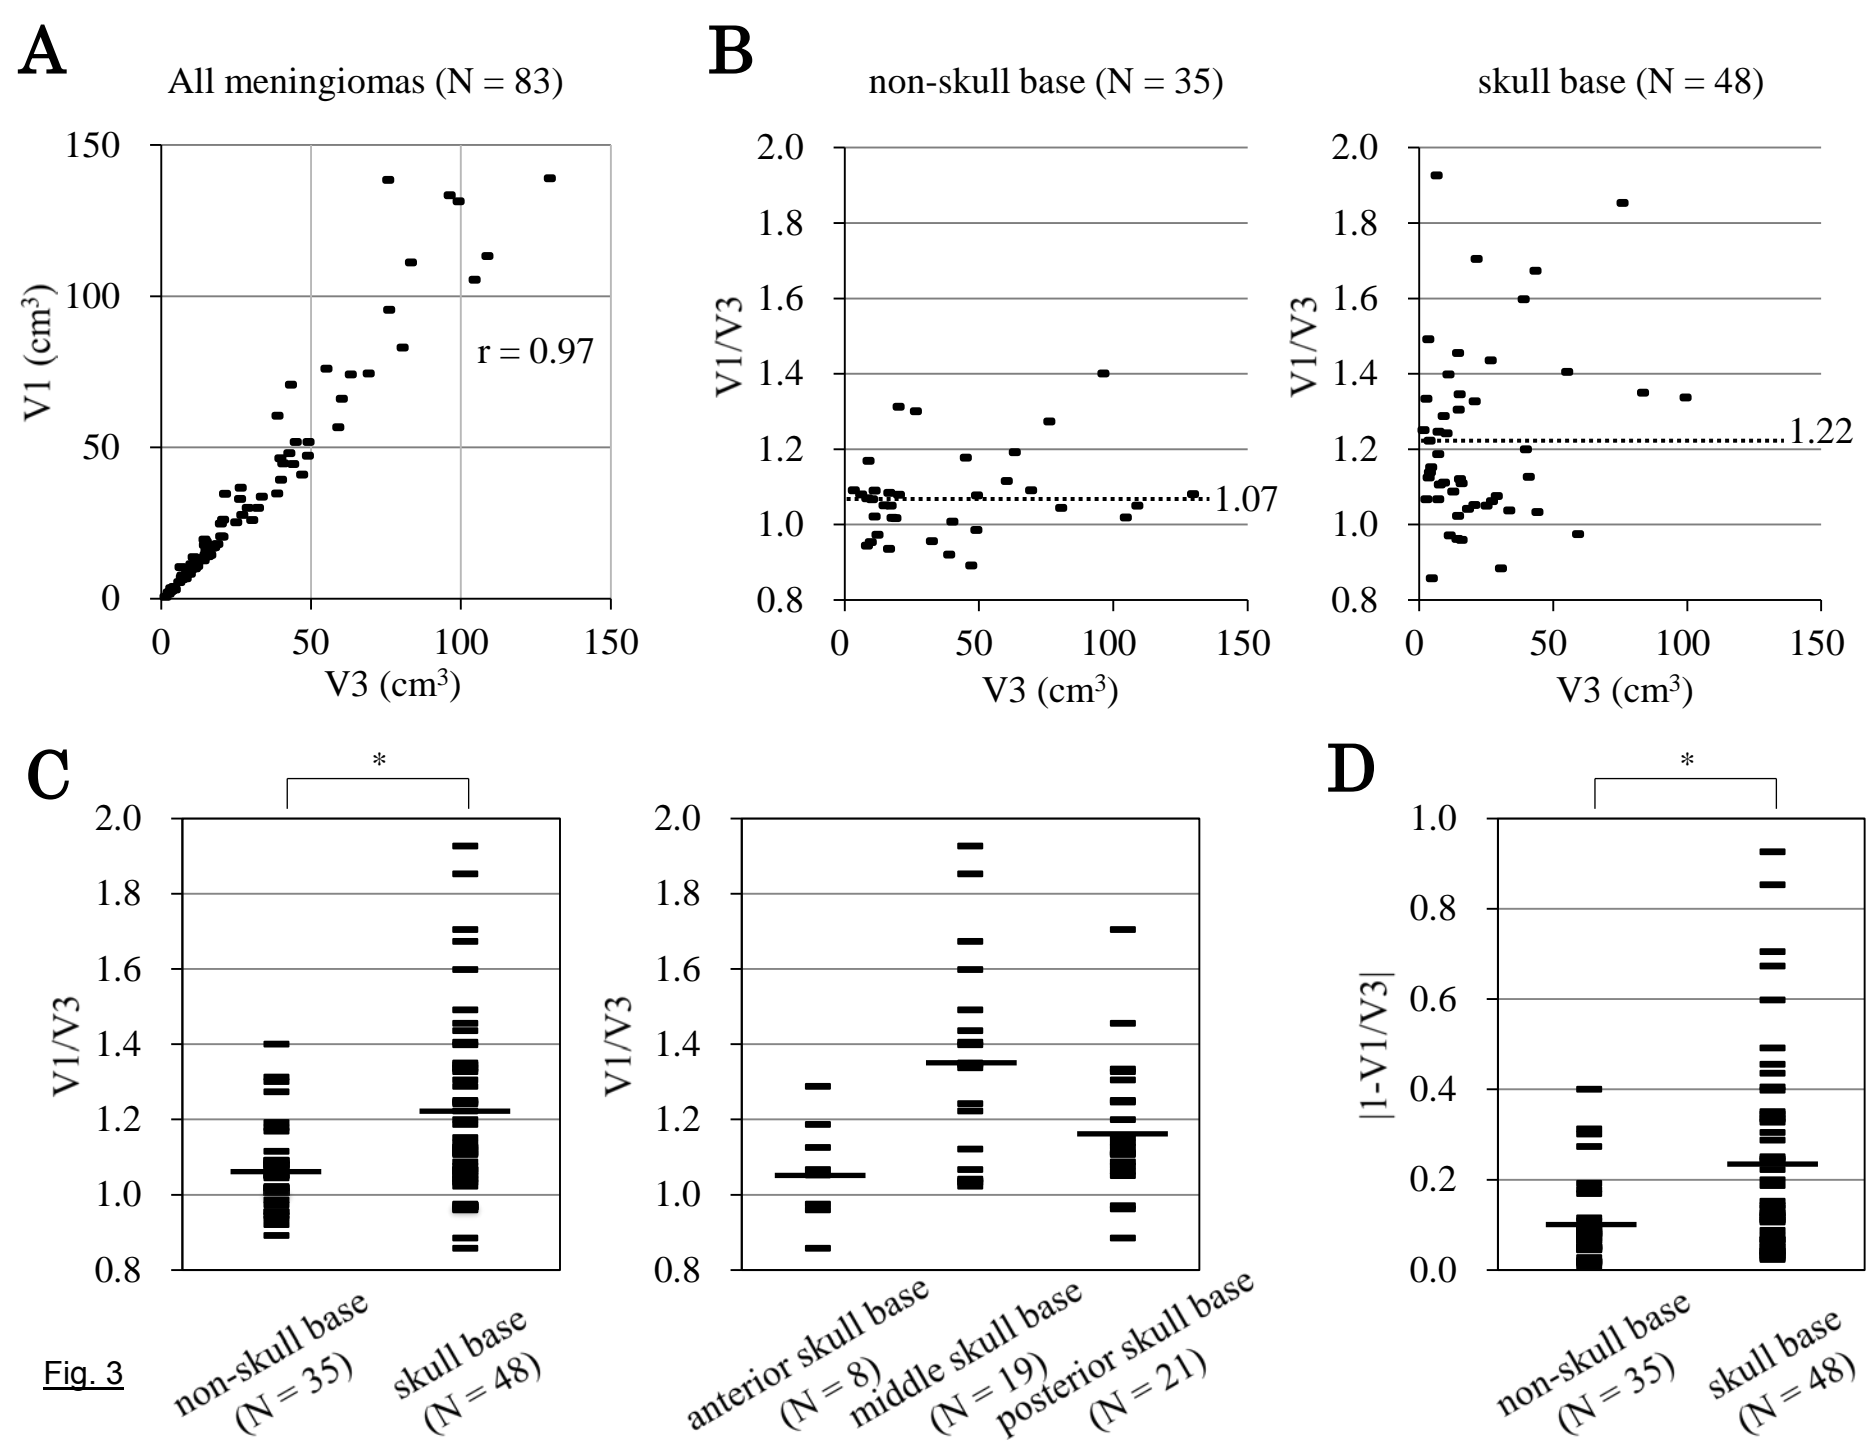 A
All meningiomas (N = 83)
150
100
50
0
0 50 100 150
V1 (cm³)
V3 (cm³)
r = 0.97
B
non-skull base (N = 35)
2.0
1.8
1.6
1.4
1.2
1.0
0.8
0 50 100 150
V1/V3
V3 (cm³)
1.07
skull base (N = 48)
2.0
1.8
1.6
1.4
1.2
1.0
0.8
0 50 100 150
V1/V3
V3 (cm³)
1.22
C
*
2.0
1.8
1.6
1.4
1.2
1.0
0.8
V1/V3
non-skull base
(N = 35)
skull base
(N = 48)
2.0
1.8
1.6
1.4
1.2
1.0
0.8
V1/V3
anterior skull base
(N = 8)
middle skull base
(N = 19)
posterior skull base
(N = 21)
D
*
1.0
0.8
0.6
0.4
0.2
0.0
|1-V1/V3|
non-skull base
(N = 35)
skull base
(N = 48)
Fig. 3